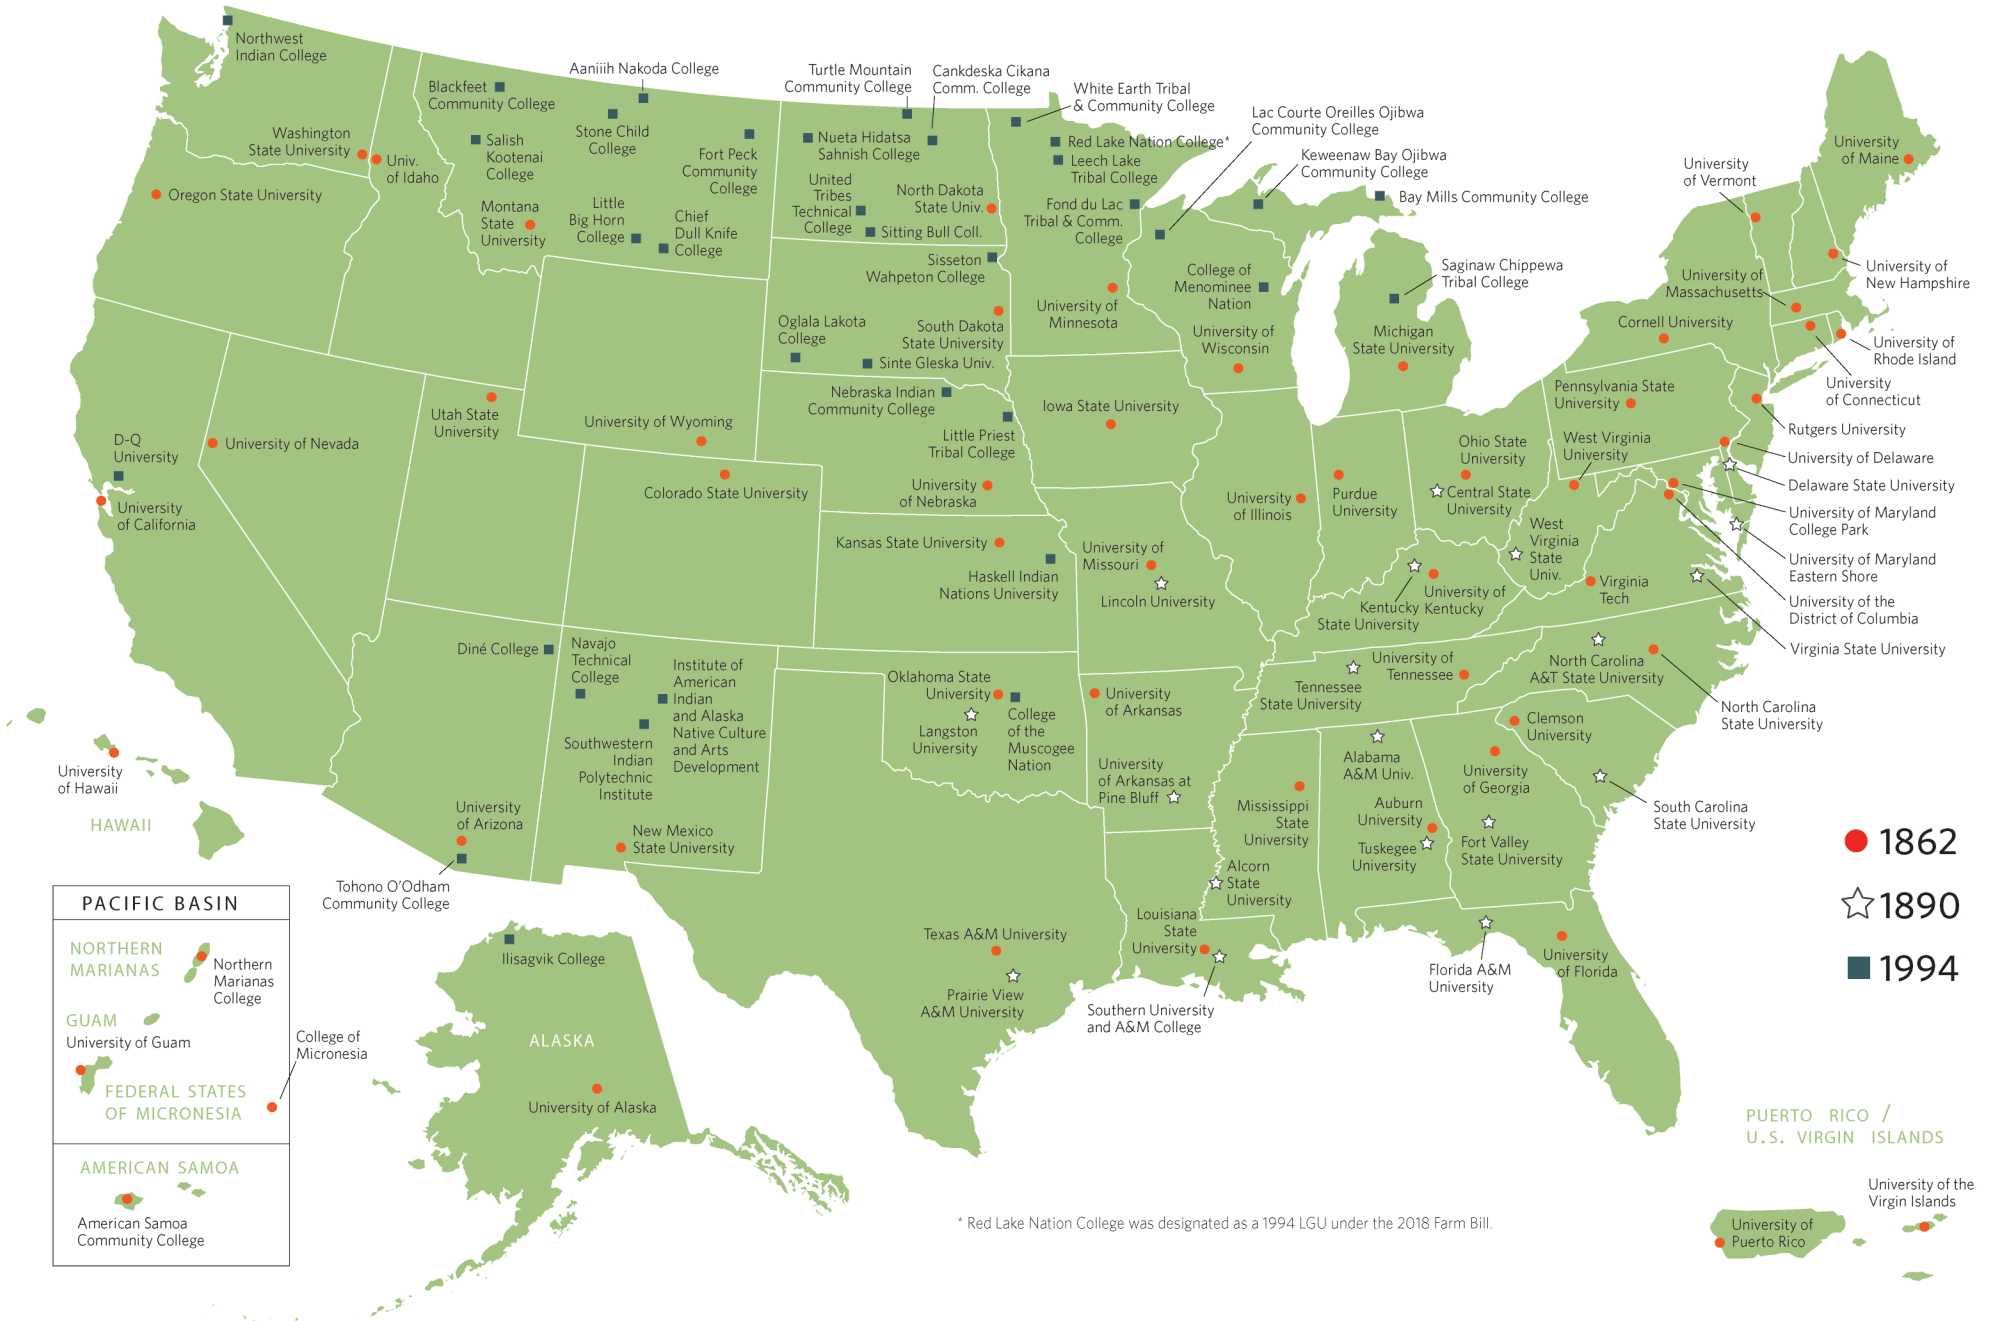 Northwest
Indian College
Washington
State University
Univ.
of Idaho
Oregon State University
Blackfeet
Community College
Salish
Kootenai
College
Montana
State
University
Aaniiih Nakoda College
Stone Child
College
Fort Peck
Community
College
Little
Big Horn
College
Chief
Dull Knife
College
Turtle Mountain
Community College
Cankdeska Cikana
Comm. College
Nueta Hidatsa
Sahnish College
United
Tribes
Technical
College
North Dakota
State Univ.
Sitting Bull Coll.
White Earth Tribal
& Community College
Red Lake Nation College*
Leech Lake
Tribal College
Fond du Lac
Tribal & Comm.
College
Lac Courte Oreilles Ojibwa
Community College
Keweenaw Bay Ojibwa
Community College
Bay Mills Community College
Saginaw Chippewa
Tribal College
Michigan
State University
College of
Menominee
Nation
University of
Wisconsin
University of
Minnesota
Sisseton
Wahpeton College
South Dakota
State University
Oglala Lakota
College
Sinte Gleska Univ.
Nebraska Indian
Community College
Little Priest
Tribal College
University
of Nebraska
Iowa State University
University of Wyoming
Colorado State University
Utah State
University
University of Nevada
D-Q
University
University
of California
Kansas State University
Haskell Indian
Nations University
University of
Missouri
Lincoln University
University
of Illinois
Purdue
University
Ohio State
University
Central State
University
West Virginia
University
West
Virginia
State
Univ.
Virginia
Tech
Kentucky
State University
University of
Kentucky
University of
Tennessee
Tennessee
State University
North Carolina
A&T State University
North Carolina
State University
Clemson
University
South Carolina
State University
University
of Georgia
Fort Valley
State University
Alabama
A&M Univ.
Auburn
University
Tuskegee
University
Mississippi
State
University
Alcorn
State
University
Louisiana
State
University
Southern University
and A&M College
Florida A&M
University
University
of Florida
University
of Arkansas
University
of Arkansas at
Pine Bluff
Oklahoma State
University
Langston
University
College
of the
Muscogee
Nation
Texas A&M University
Prairie View
A&M University
Diné College
Navajo
Technical
College
Institute of
American
Indian
and Alaska
Native Culture
and Arts
Development
Southwestern
Indian
Polytechnic
Institute
New Mexico
State University
University
of Arizona
Tohono O'Odham
Community College
University
of Maine
University
of Vermont
University of
New Hampshire
University of
Massachusetts
Cornell University
University of
Rhode Island
University
of Connecticut
Pennsylvania State
University
Rutgers University
University of Delaware
Delaware State University
University of Maryland
College Park
University of Maryland
Eastern Shore
University of the
District of Columbia
Virginia State University
University
of Hawaii
HAWAII
PACIFIC BASIN
NORTHERN
MARIANAS
Northern
Marianas
College
GUAM
University of Guam
College of
Micronesia
FEDERAL STATES
OF MICRONESIA
AMERICAN SAMOA
American Samoa
Community College
Ilisagvik College
ALASKA
University of Alaska
1862
1890
1994
PUERTO RICO /
U.S. VIRGIN ISLANDS
University of the
Virgin Islands
University of
Puerto Rico
* Red Lake Nation College was designated as a 1994 LGU under the 2018 Farm Bill.